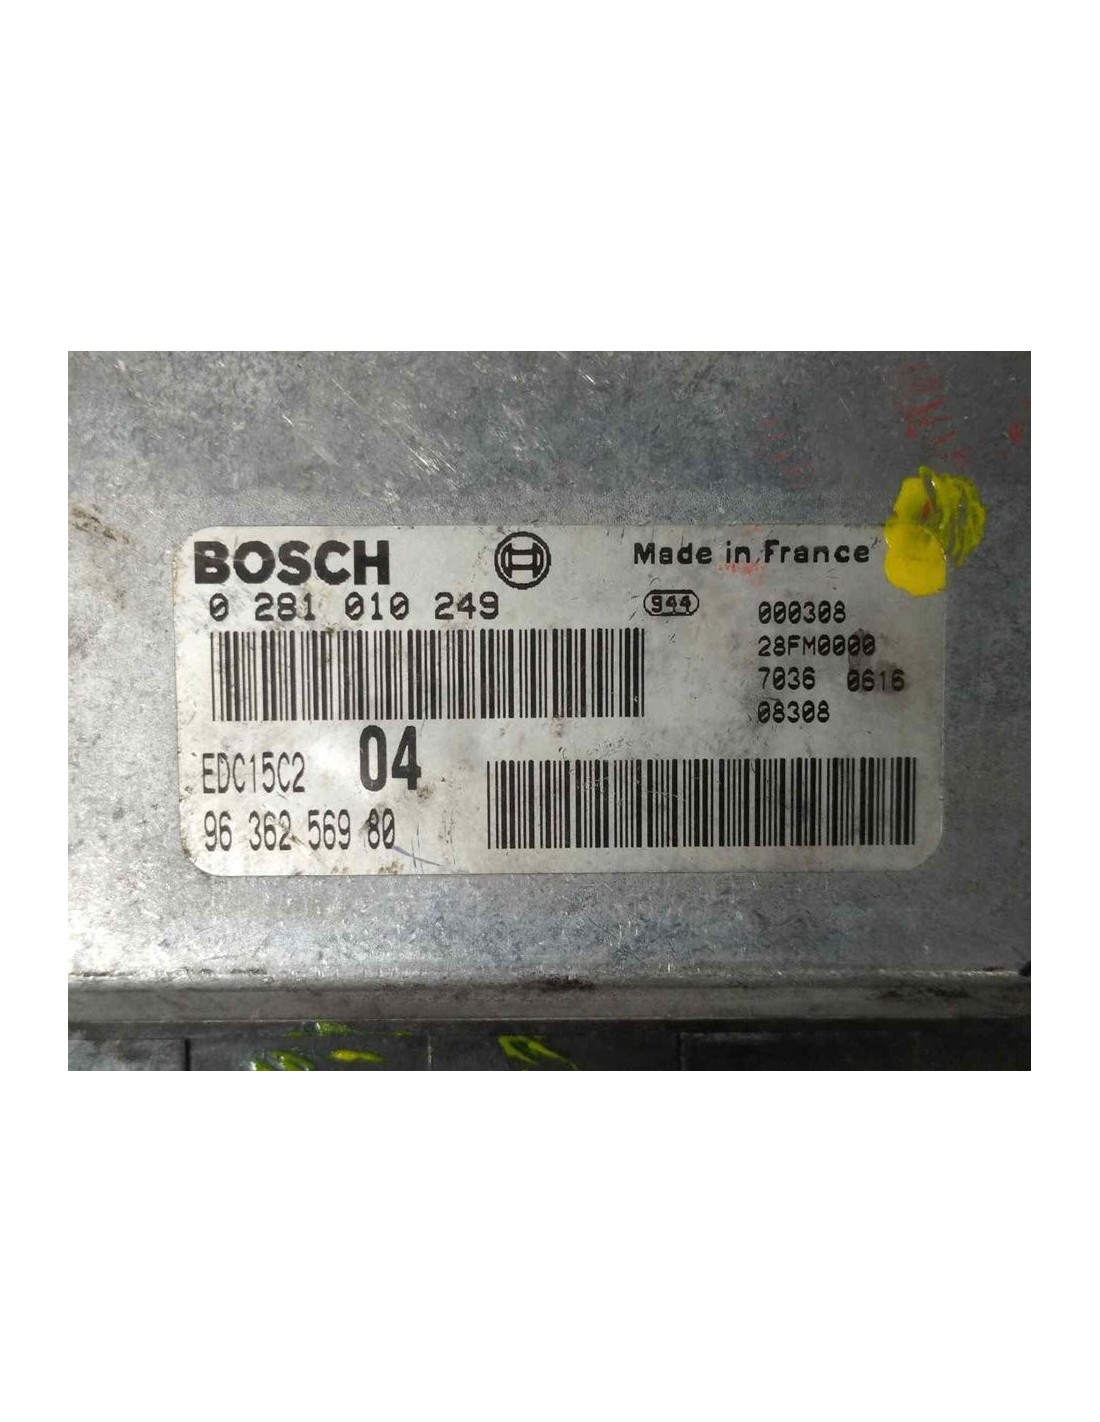 BOSCH
Made in France
0 281 010 249
944
000308
28FM0000
7036 0616
08308
EDC15C2 04
96 362 569 80